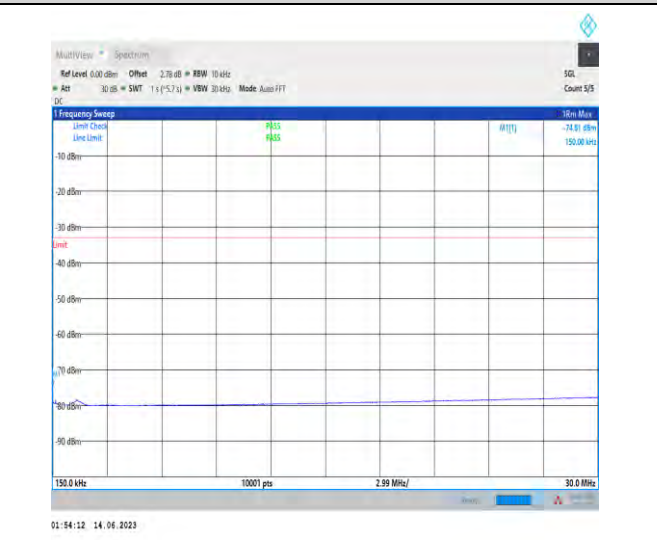 MultiView Spectrum
Ref Level 0.00 dBm Offset 2.78 dB RBW 10 kHz SGL
Att 30 dB SWT 1 s (~5.7 s) VBW 30 kHz Mode Auto FFT Count 5/5
DC
1 Frequency Sweep 1Rm Max
Limit Check PASS M1[1] -74.81 dBm
Line Limit PASS 150.00 kHz
-10 dBm
-20 dBm
-30 dBm
Limit
-40 dBm
-50 dBm
-60 dBm
-70 dBm
-80 dBm
-90 dBm
150.0 kHz 10001 pts 2.99 MHz/ 30.0 MHz
Ready
01:54:12 14.06.2023